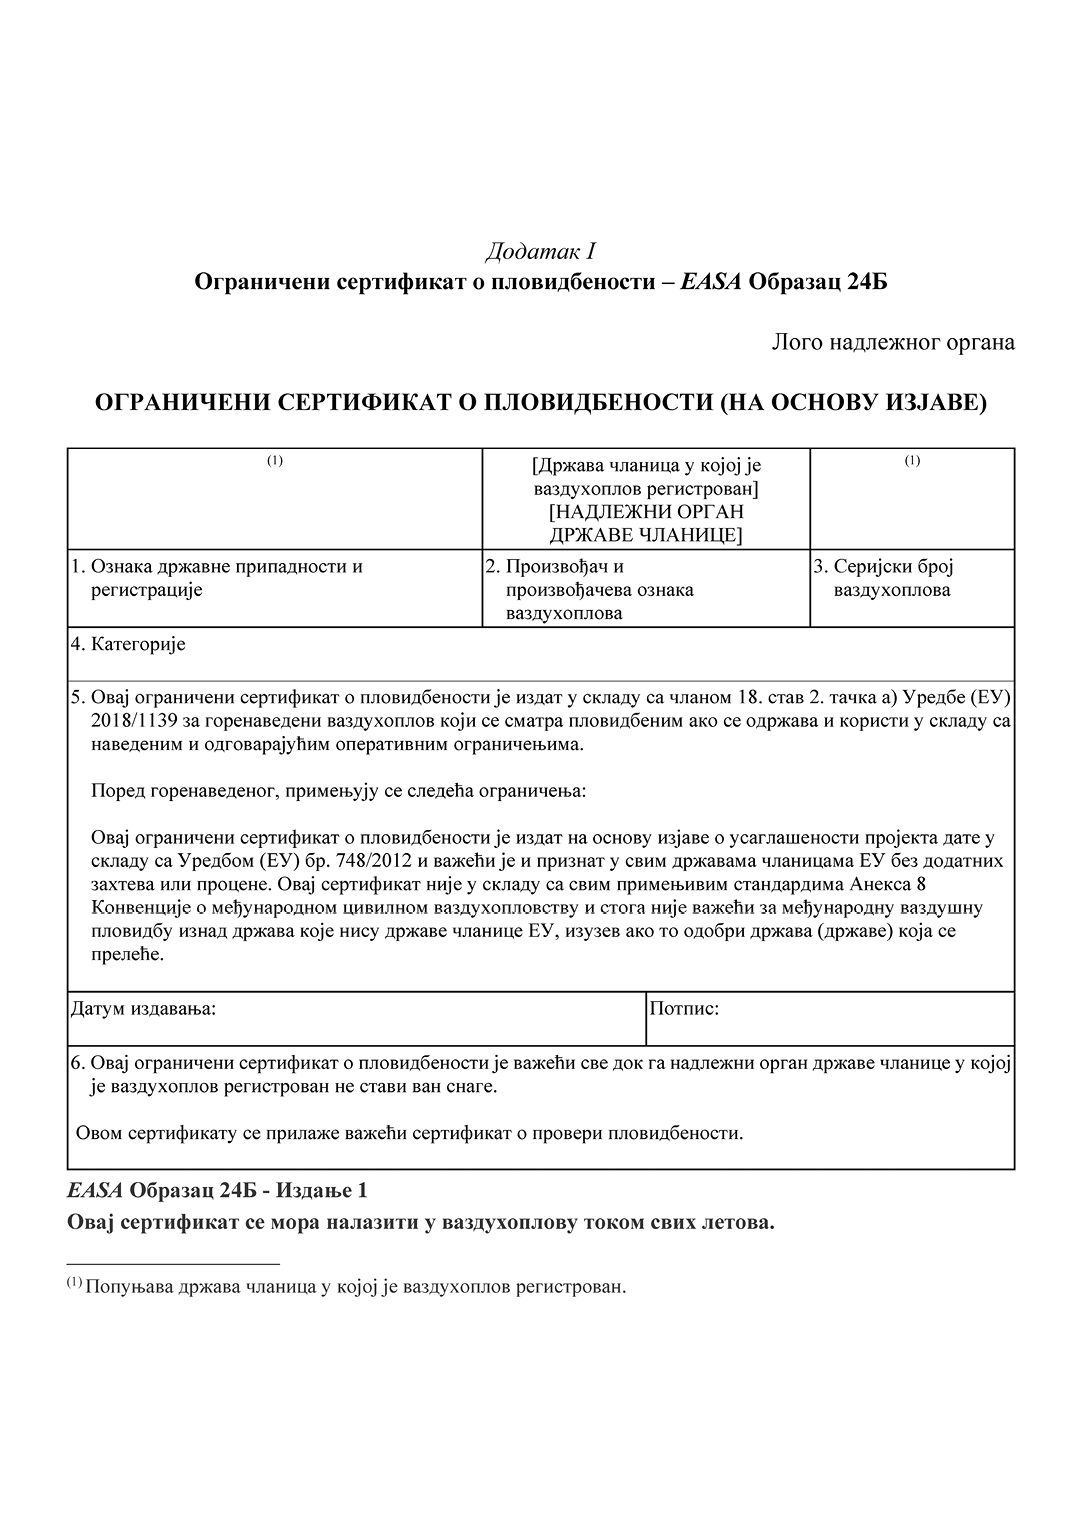 Додатак I
Ограничени сертификат о пловидбености – EASA Образац 24Б
Лого надлежног органа
ОГРАНИЧЕНИ СЕРТИФИКАТ О ПЛОВИДБЕНОСТИ (НА ОСНОВУ ИЗЈАВЕ)
(1)
[Држава чланица у којој је
ваздухоплов регистрован]
[НАДЛЕЖНИ ОРГАН
ДРЖАВЕ ЧЛАНИЦЕ]
(1)
1. Ознака државне припадности и
регистрације
2. Произвођач и
произвођачева ознака
ваздухоплова
3. Серијски број
ваздухоплова
4. Категорије
5. Овај ограничени сертификат о пловидбености је издат у складу са чланом 18. став 2. тачка а) Уредбе (ЕУ)
2018/1139 за горенаведени ваздухоплов који се сматра пловидбеним ако се одржава и користи у складу са
наведеним и одговарајућим оперативним ограничењима.
Поред горенаведеног, примењују се следећа ограничења:
Овај ограничени сертификат о пловидбености је издат на основу изјаве о усаглашености пројекта дате у
складу са Уредбом (ЕУ) бр. 748/2012 и важећи је и признат у свим државама чланицама ЕУ без додатних
захтева или процене. Овај сертификат није у складу са свим примењивим стандардима Анекса 8
Конвенције о међународном цивилном ваздухопловству и стога није важећи за међународну ваздушну
пловидбу изнад држава које нису државе чланице ЕУ, изузев ако то одобри држава (државе) која се
прелеће.
Датум издавања:
Потпис:
6. Овај ограничени сертификат о пловидбености је важећи све док га надлежни орган државе чланице у којој
је ваздухоплов регистрован не стави ван снаге.
Овом сертификату се прилаже важећи сертификат о провери пловидбености.
EASA Образац 24Б - Издање 1
Овај сертификат се мора налазити у ваздухоплову током свих летова.
(1) Попуњава држава чланица у којој је ваздухоплов регистрован.